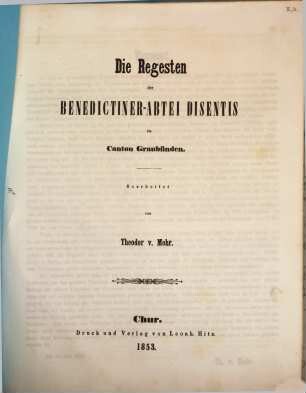 Die Regesten
der
BENEDICTINER-ABTEI DISENTIS
im
Canton Graubünden.
Bearbeitet
von
Theodor v. Mohr.
Chur.
Druck und Verlag von Leonh. Hitz.
1853.